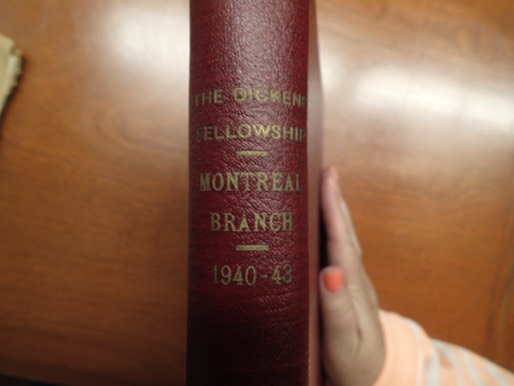 THE DICKENS
FELLOWSHIP
MONTREAL
BRANCH
1940-43